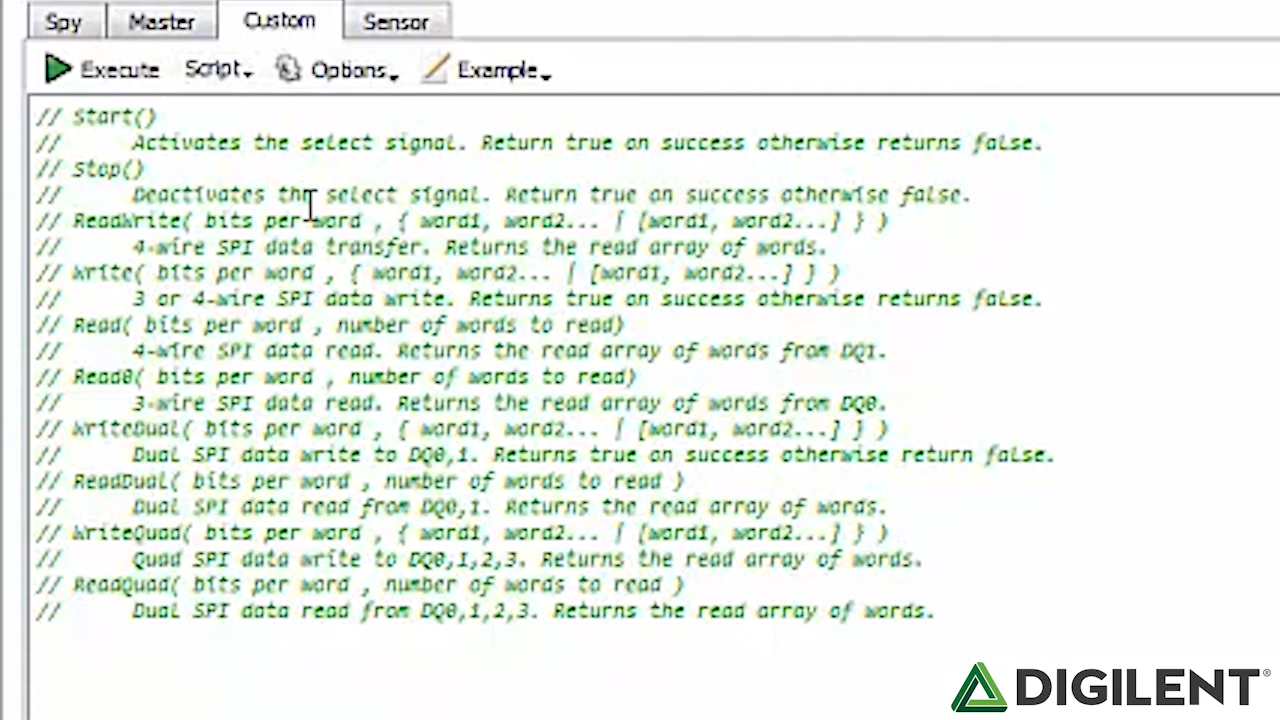 Spy Master Custom Sensor
Execute Script Options Example
// Start()
// Activates the select signal. Return true on success otherwise returns false.
// Stop()
// Deactivates the select signal. Return true on success otherwise false.
// ReadWrite( bits per word , { word1, word2... | [word1, word2...] } )
// 4-wire SPI data transfer. Returns the read array of words.
// Write( bits per word , { word1, word2... | [word1, word2...] } )
// 3 or 4-wire SPI data write. Returns true on success otherwise returns false.
// Read( bits per word , number of words to read)
// 4-wire SPI data read. Returns the read array of words from DQ1.
// Read0( bits per word , number of words to read)
// 3-wire SPI data read. Returns the read array of words from DQ0.
// WriteDual( bits per word , { word1, word2... | [word1, word2...] } )
// Dual SPI data write to DQ0,1. Returns true on success otherwise return false.
// ReadDual( bits per word , number of words to read )
// Dual SPI data read from DQ0,1. Returns the read array of words.
// WriteQuad( bits per word , { word1, word2... | [word1, word2...] } )
// Quad SPI data write to DQ0,1,2,3. Returns the read array of words.
// ReadQuad( bits per word , number of words to read )
// Dual SPI data read from DQ0,1,2,3. Returns the read array of words.
DIGILENT®